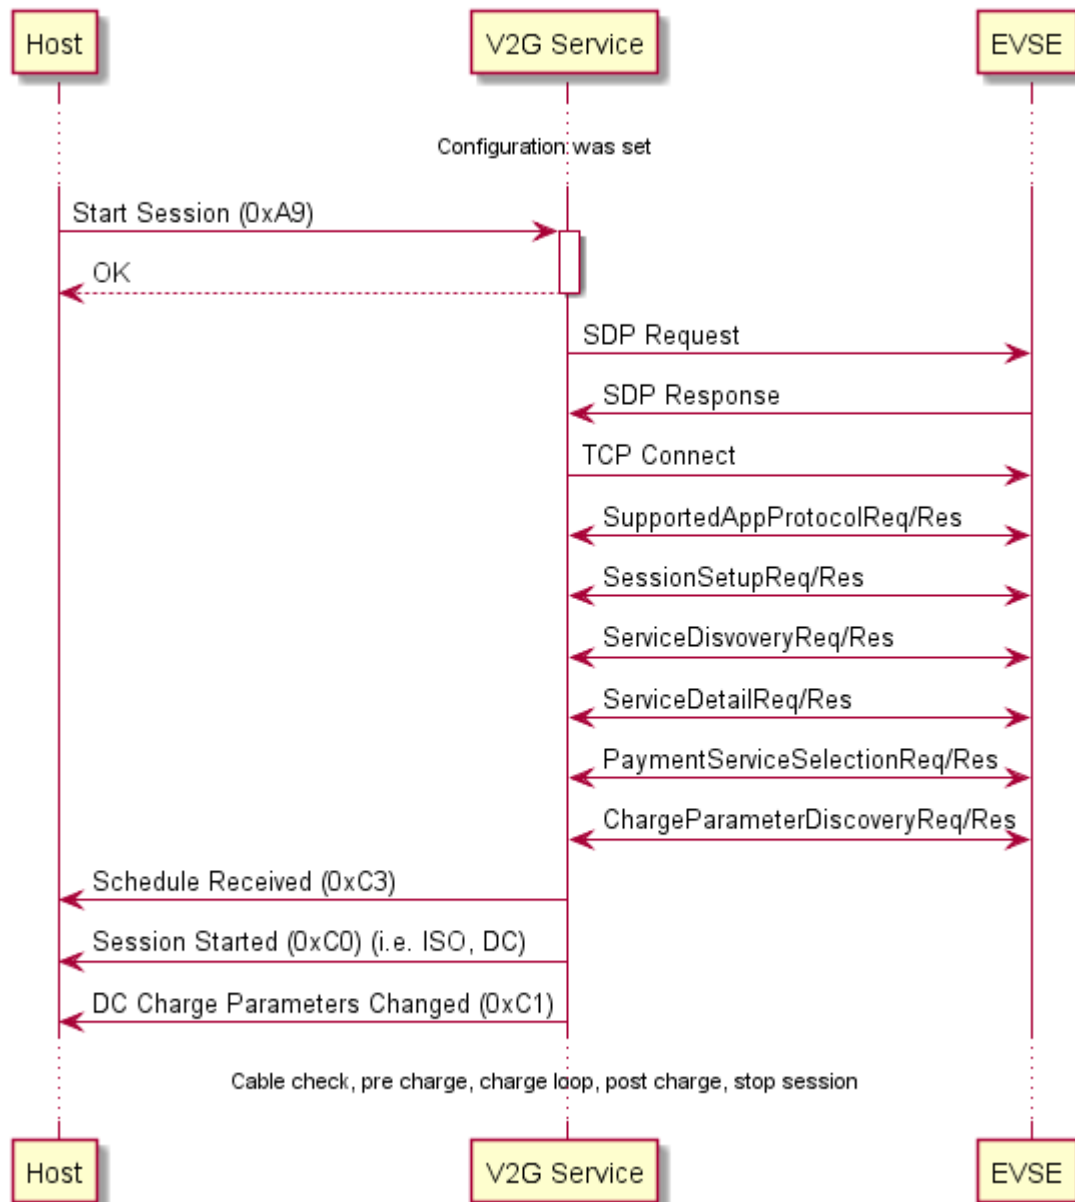 Host
V2G Service
EVSE
Configuration was set
Start Session (0xA9)
OK
SDP Request
SDP Response
TCP Connect
SupportedAppProtocolReq/Res
SessionSetupReq/Res
ServiceDisvoveryReq/Res
ServiceDetailReq/Res
PaymentServiceSelectionReq/Res
ChargeParameterDiscoveryReq/Res
Schedule Received (0xC3)
Session Started (0xC0) (i.e. ISO, DC)
DC Charge Parameters Changed (0xC1)
Cable check, pre charge, charge loop, post charge, stop session
Host
V2G Service
EVSE